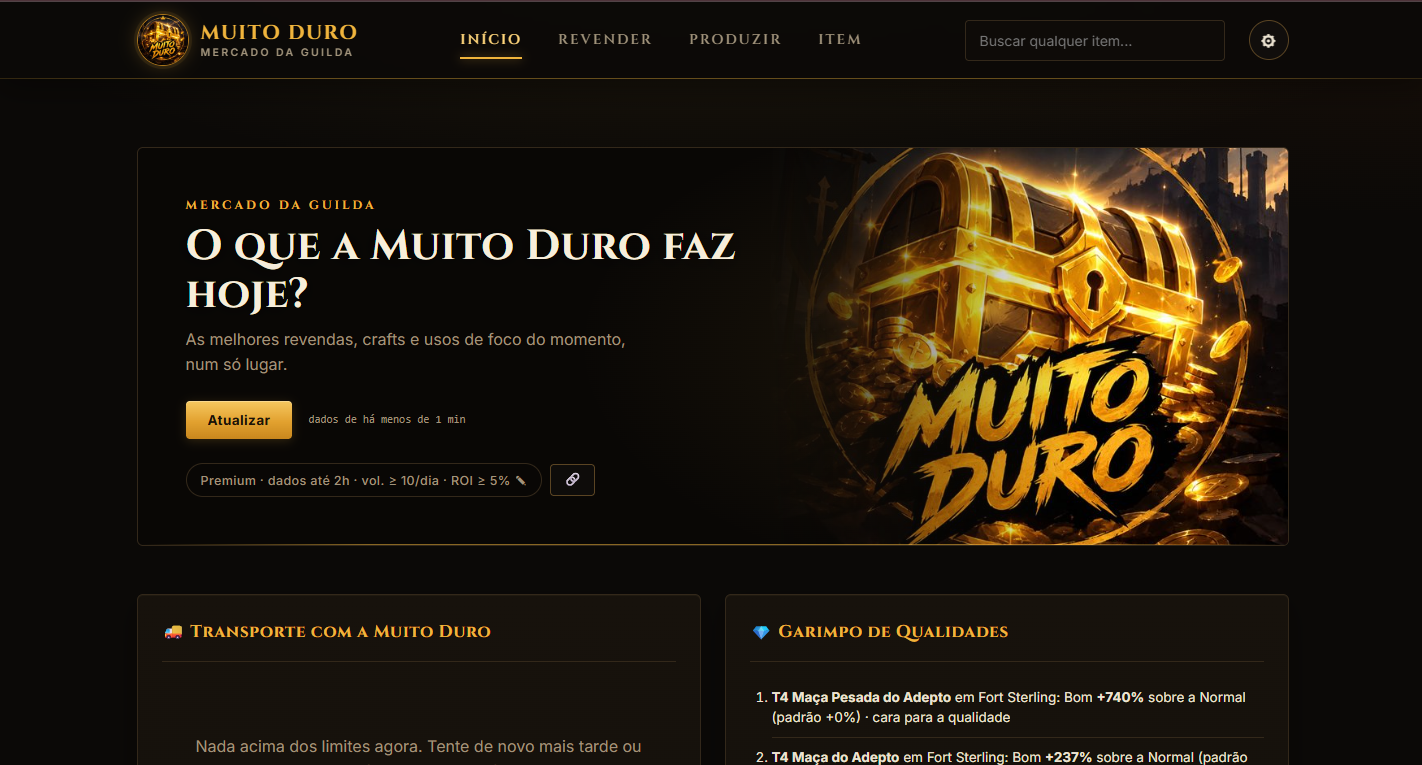 MUITO DURO
MUITO DURO
MERCADO DA GUILDA
INÍCIO
REVENDER
PRODUZIR
ITEM
Buscar qualquer item...
MERCADO DA GUILDA
O QUE A MUITO DURO FAZ
HOJE?
As melhores revendas, crafts e usos de foco do momento,
num só lugar.
Atualizar
dados de há menos de 1 min
Premium · dados até 2h · vol. ≥ 10/dia · ROI ≥ 5%
MUITO
DURO
Transporte com a Muito Duro
Nada acima dos limites agora. Tente de novo mais tarde ou
Garimpo de Qualidades
1. T4 Maça Pesada do Adepto em Fort Sterling: Bom +740% sobre a Normal
(padrão +0%) · cara para a qualidade
2. T4 Maça do Adepto em Fort Sterling: Bom +237% sobre a Normal (padrão